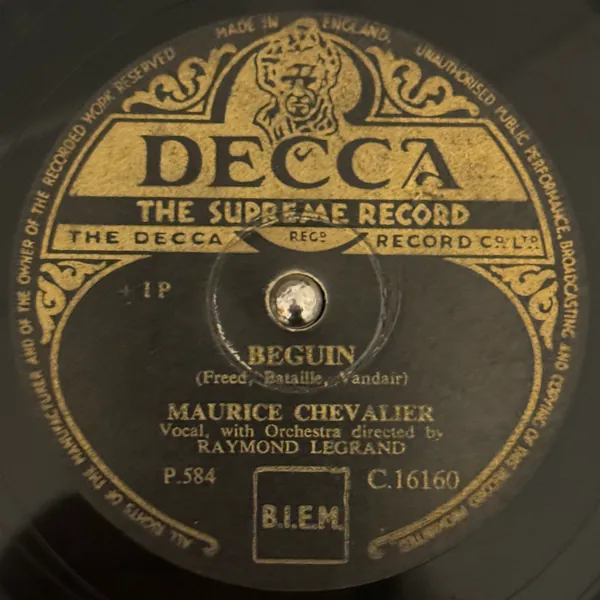 ALL RIGHTS OF THE MANUFACTURER AND OF THE OWNER OF THE RECORDED WORK RESERVED
MADE IN ENGLAND.
UNAUTHORISED PUBLIC PERFORMANCE, BROADCASTING AND COPYING OF THIS RECORD PROHIBITED
DECCA
THE SUPREME RECORD
THE DECCA REGD RECORD CO. LTD.
+ 1P
BEGUIN
(Freed, Bataille, Vandair)
MAURICE CHEVALIER
Vocal, with Orchestra directed by
RAYMOND LEGRAND
P.584 C.16160
B.I.E.M.